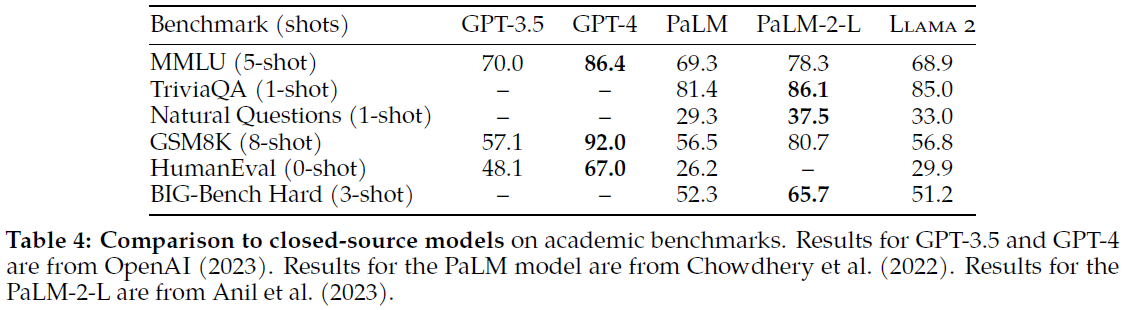 Benchmark (shots) GPT-3.5 GPT-4 PaLM PaLM-2-L LLAMA 2
MMLU (5-shot) 70.0 86.4 69.3 78.3 68.9
TriviaQA (1-shot) – – 81.4 86.1 85.0
Natural Questions (1-shot) – – 29.3 37.5 33.0
GSM8K (8-shot) 57.1 92.0 56.5 80.7 56.8
HumanEval (0-shot) 48.1 67.0 26.2 – 29.9
BIG-Bench Hard (3-shot) – – 52.3 65.7 51.2
Table 4: Comparison to closed-source models on academic benchmarks. Results for GPT-3.5 and GPT-4
are from OpenAI (2023). Results for the PaLM model are from Chowdhery et al. (2022). Results for the
PaLM-2-L are from Anil et al. (2023).